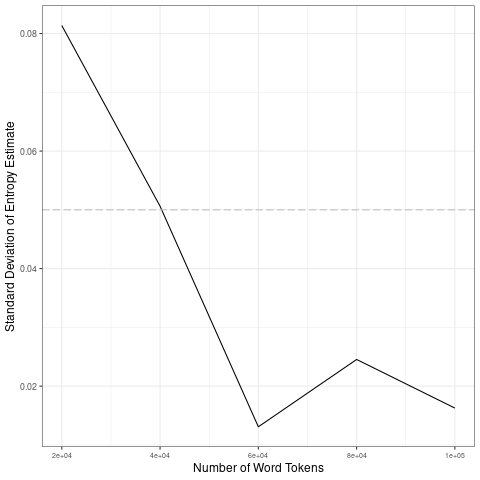 Standard Deviation of Entropy Estimate
0.08
0.06
0.04
0.02
2e+04 4e+04 6e+04 8e+04 1e+05
Number of Word Tokens